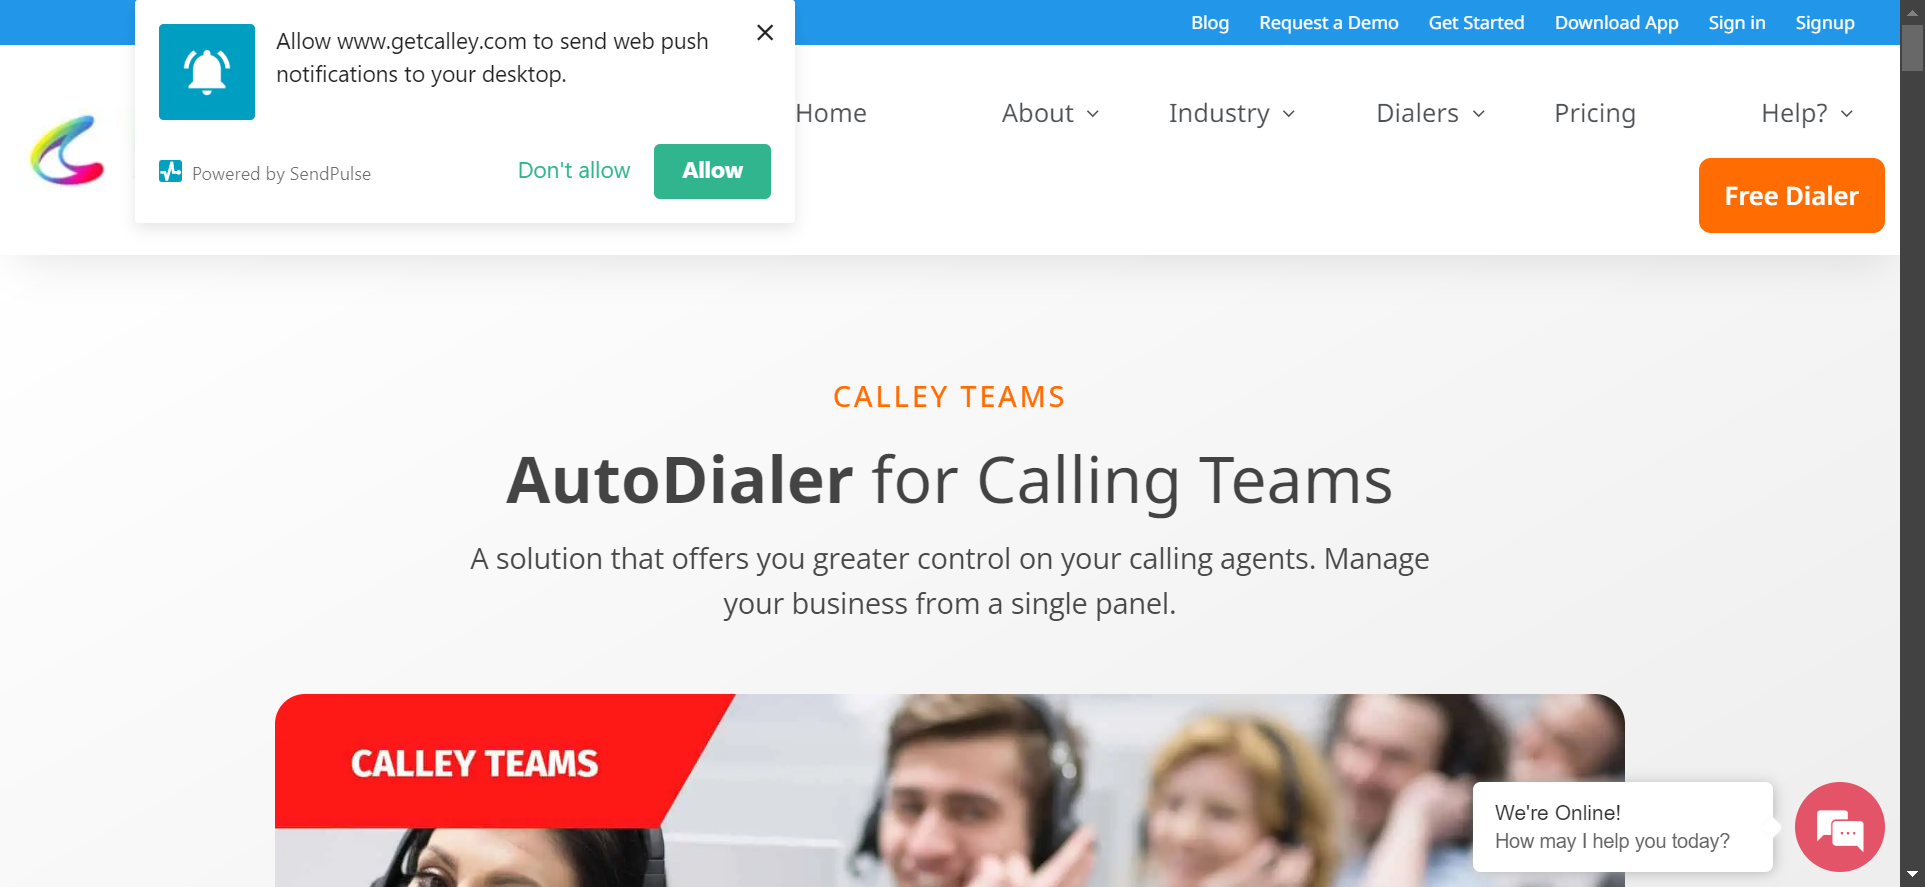 Blog
Request a Demo
Get Started
Download App
Sign in
Signup
Allow www.getcalley.com to send web push
notifications to your desktop.
Powered by SendPulse
Don't allow
Allow
Home
About
Industry
Dialers
Pricing
Help?
Free Dialer
CALLEY TEAMS
AutoDialer for Calling Teams
A solution that offers you greater control on your calling agents. Manage
your business from a single panel.
CALLEY TEAMS
We're Online!
How may I help you today?